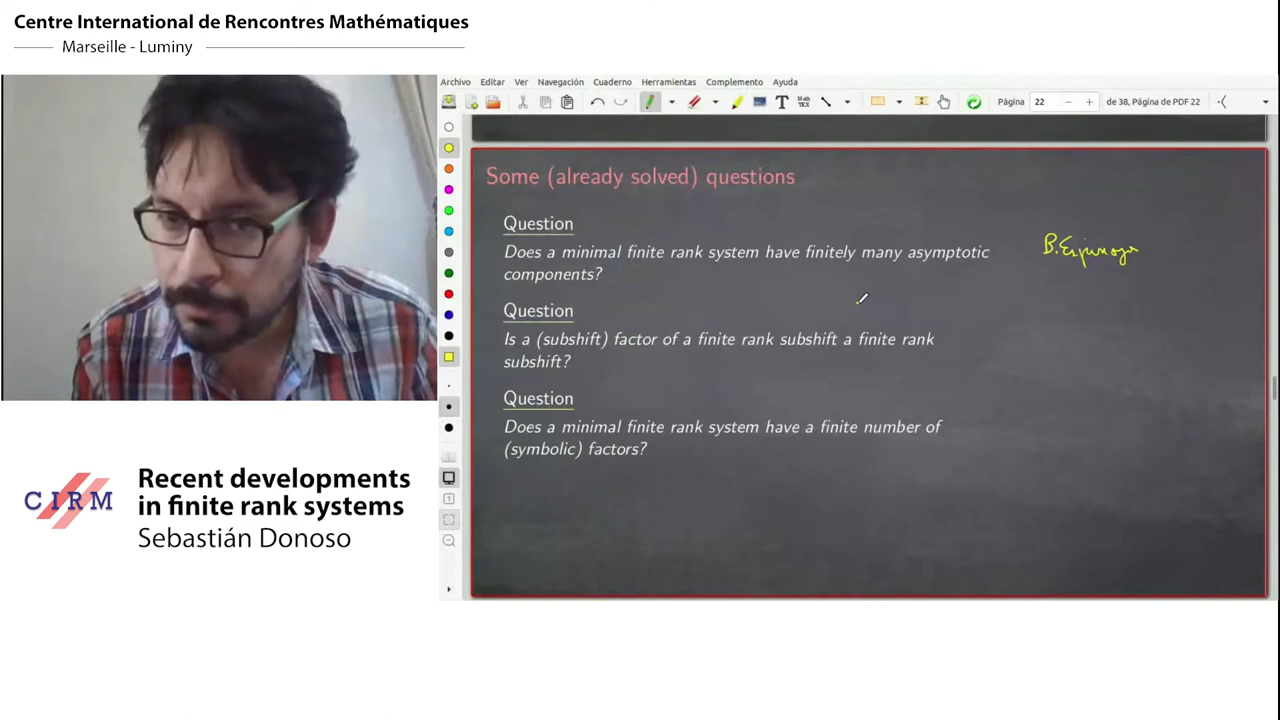 Centre International de Rencontres Mathématiques
Marseille - Luminy
Archivo Editar Ver Navegación Cuaderno Herramientas Complemento Ayuda
Página 22 de 38, Página de PDF 22
Some (already solved) questions
Question
Does a minimal finite rank system have finitely many asymptotic
components?
B. Espinoza
Question
Is a (subshift) factor of a finite rank subshift a finite rank
subshift?
Question
Does a minimal finite rank system have a finite number of
(symbolic) factors?
CIRM
Recent developments
in finite rank systems
Sebastián Donoso